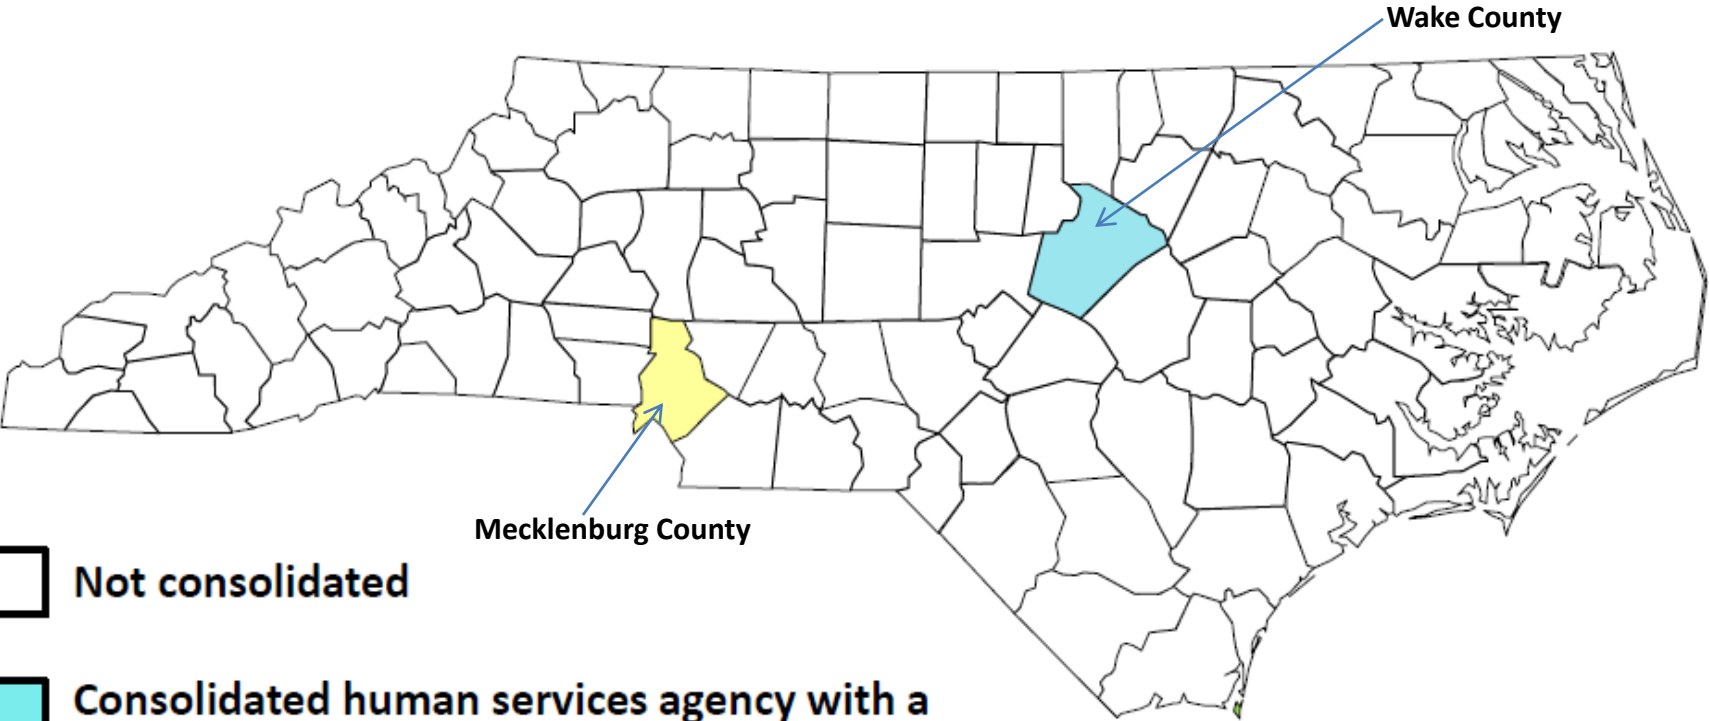 Wake County
Mecklenburg County
Not consolidated
Consolidated human services agency with a